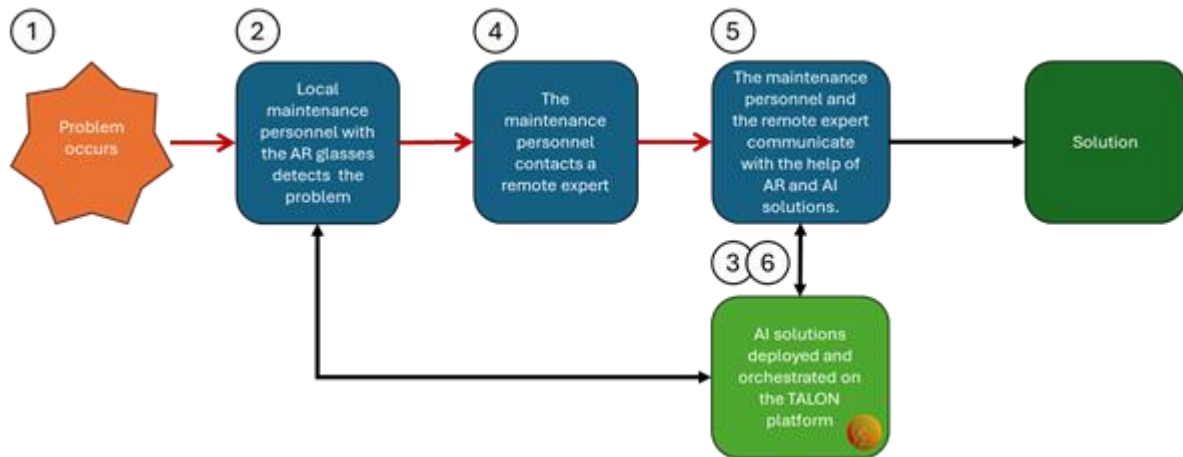 1
Problem
occurs
2
Local
maintenance
personnel with
the AR glasses
detects the
problem
4
The
maintenance
personnel
contacts a
remote expert
5
The maintenance
personnel and
the remote expert
communicate
with the help of
AR and AI
solutions.
Solution
3
6
AI solutions
deployed and
orchestrated on
the TALON
platform